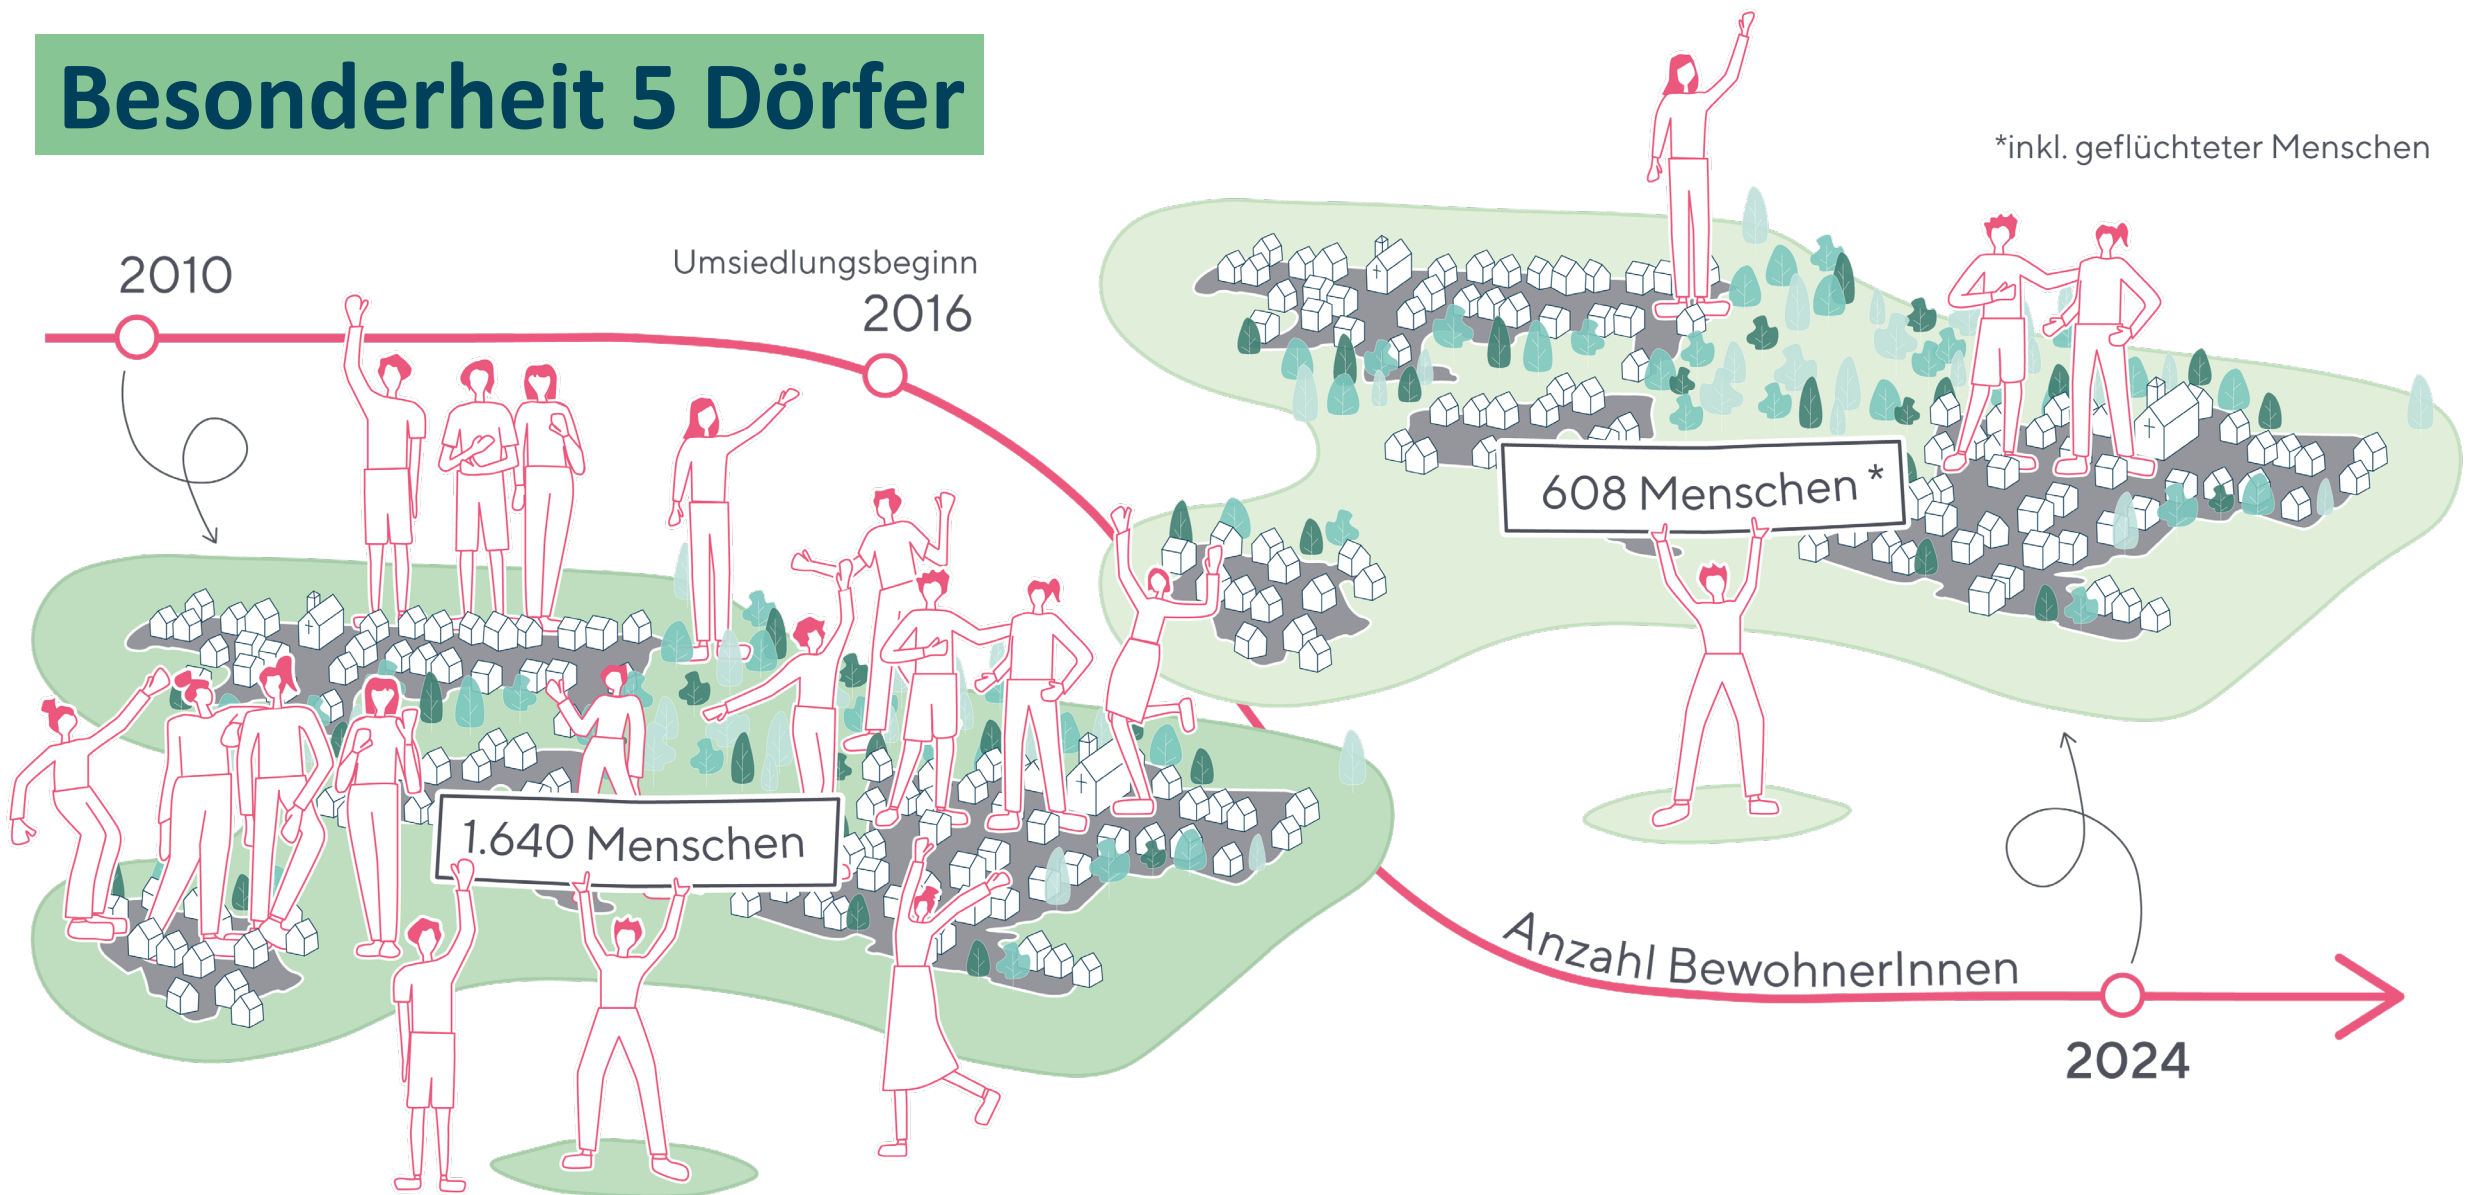 Besonderheit 5 Dörfer
*inkl. geflüchteter Menschen
2010
Umsiedlungsbeginn
2016
608 Menschen *
1.640 Menschen
Anzahl BewohnerInnen
2024